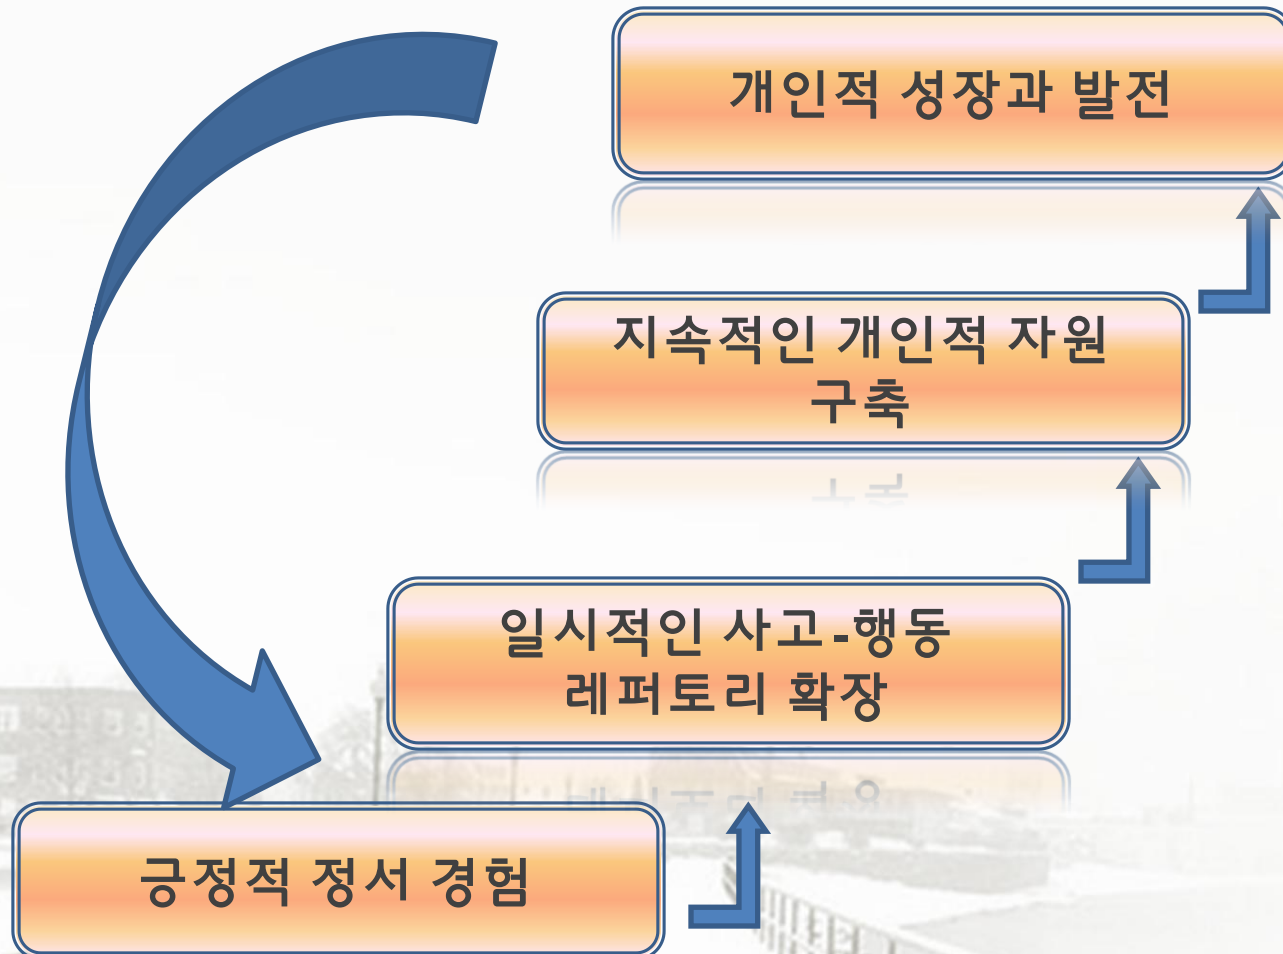 개인적 성장과 발전
지속적인 개인적 자원
구축
일시적인 사고-행동
레퍼토리 확장
긍정적 정서 경험